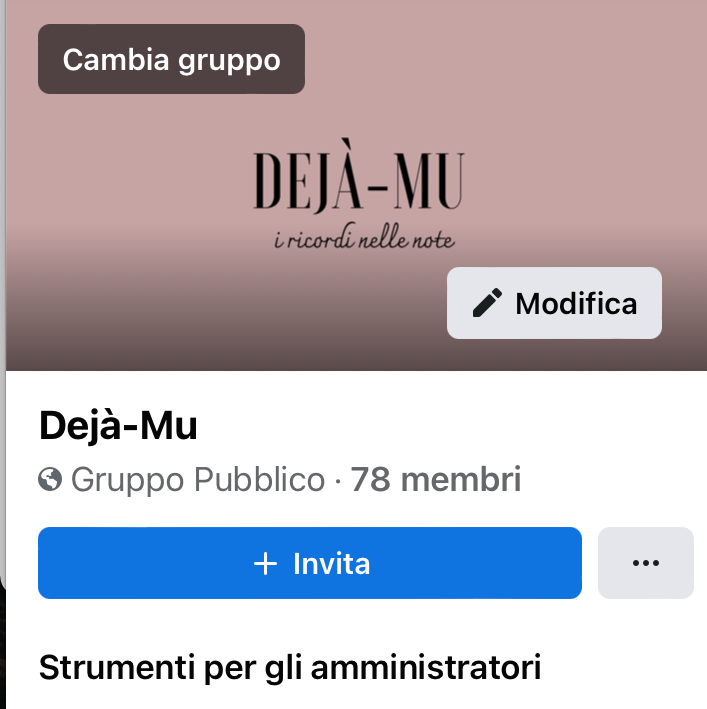 Cambia gruppo
DEJÀ-MU
i ricordi nelle note
Modifica
Dejà-Mu
Gruppo Pubblico · 78 membri
+ Invita
Strumenti per gli amministratori